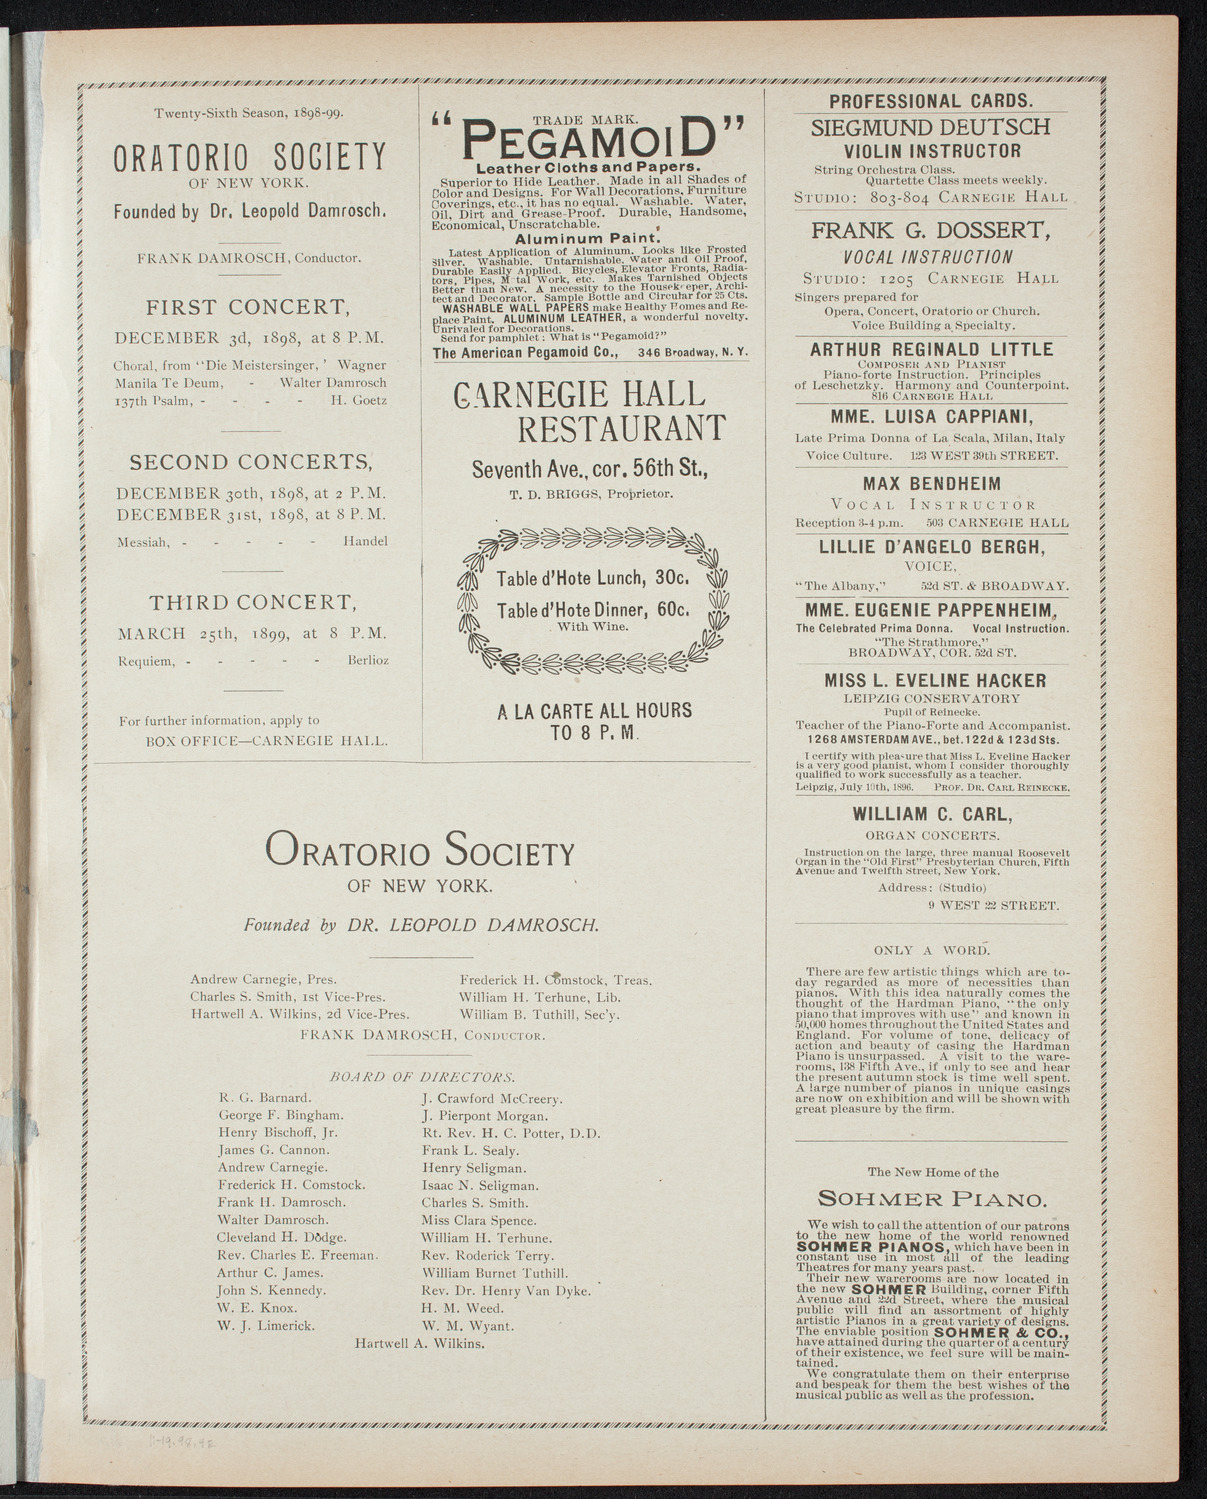 Twenty-Sixth Season, 1898-99.
ORATORIO SOCIETY
OF NEW YORK.
Founded by Dr. Leopold Damrosch.
FRANK DAMROSCH, Conductor.
FIRST CONCERT,
DECEMBER 3d, 1898, at 8 P.M.
Choral, from "Die Meistersinger,' Wagner
Manila Te Deum, - Walter Damrosch
137th Psalm, - - - - H. Goetz
SECOND CONCERTS,
DECEMBER 30th, 1898, at 2 P.M.
DECEMBER 31st, 1898, at 8 P.M.
Messiah, - - - - - Handel
THIRD CONCERT,
MARCH 25th, 1899, at 8 P.M.
Requiem, - - - - - Berlioz
For further information, apply to
BOX OFFICE—CARNEGIE HALL.
TRADE MARK.
"PEGAMOID"
Leather Cloths and Papers.
Superior to Hide Leather. Made in all Shades of
Color and Designs. For Wall Decorations, Furniture
Coverings, etc., it has no equal. Washable. Water,
Oil, Dirt and Grease-Proof. Durable, Handsome,
Economical, Unscratchable.
Aluminum Paint.
Latest Application of Aluminum. Looks like Frosted
Silver. Washable. Untarnishable. Water and Oil Proof,
Durable Easily Applied. Bicycles, Elevator Fronts, Radia-
tors, Pipes, M tal Work, etc. Makes Tarnished Objects
Better than New. A necessity to the Housekeeper, Archi-
tect and Decorator. Sample Bottle and Circular for 25 Cts.
WASHABLE WALL PAPERS make Healthy Homes and Re-
place Paint. ALUMINUM LEATHER, a wonderful novelty.
Unrivaled for Decorations.
Send for pamphlet: What is "Pegamoid?"
The American Pegamoid Co., 346 Broadway, N. Y.
CARNEGIE HALL
RESTAURANT
Seventh Ave., cor. 56th St.,
T. D. BRIGGS, Proprietor.
Table d'Hote Lunch, 30c.
Table d'Hote Dinner, 60c.
With Wine.
A LA CARTE ALL HOURS
TO 8 P. M.
ORATORIO SOCIETY
OF NEW YORK.
Founded by DR. LEOPOLD DAMROSCH.
Andrew Carnegie, Pres. Frederick H. Comstock, Treas.
Charles S. Smith, 1st Vice-Pres. William H. Terhune, Lib.
Hartwell A. Wilkins, 2d Vice-Pres. William B. Tuthill, Sec'y.
FRANK DAMROSCH, CONDUCTOR.
BOARD OF DIRECTORS.
R. G. Barnard. J. Crawford McCreery.
George F. Bingham. J. Pierpont Morgan.
Henry Bischoff, Jr. Rt. Rev. H. C. Potter, D.D.
James G. Cannon. Frank L. Sealy.
Andrew Carnegie. Henry Seligman.
Frederick H. Comstock. Isaac N. Seligman.
Frank H. Damrosch. Charles S. Smith.
Walter Damrosch. Miss Clara Spence.
Cleveland H. Dodge. William H. Terhune.
Rev. Charles E. Freeman. Rev. Roderick Terry.
Arthur C. James. William Burnet Tuthill.
John S. Kennedy. Rev. Dr. Henry Van Dyke.
W. E. Knox. H. M. Weed.
W. J. Limerick. W. M. Wyant.
Hartwell A. Wilkins.
PROFESSIONAL CARDS.
SIEGMUND DEUTSCH
VIOLIN INSTRUCTOR
String Orchestra Class.
Quartette Class meets weekly.
STUDIO: 803-804 CARNEGIE HALL
FRANK G. DOSSERT,
VOCAL INSTRUCTION
STUDIO: 1205 CARNEGIE HALL
Singers prepared for
Opera, Concert, Oratorio or Church.
Voice Building a Specialty.
ARTHUR REGINALD LITTLE
COMPOSER AND PIANIST
Piano-forte Instruction. Principles
of Leschetzky. Harmony and Counterpoint.
816 CARNEGIE HALL
MME. LUISA CAPPIANI,
Late Prima Donna of La Scala, Milan, Italy
Voice Culture. 123 WEST 39th STREET.
MAX BENDHEIM
VOCAL INSTRUCTOR
Reception 3-4 p.m. 503 CARNEGIE HALL
LILLIE D'ANGELO BERGH,
VOICE,
"The Albany," 52d ST. & BROADWAY.
MME. EUGENIE PAPPENHEIM,
The Celebrated Prima Donna. Vocal Instruction.
"The Strathmore,"
BROADWAY, COR. 52d ST.
MISS L. EVELINE HACKER
LEIPZIG CONSERVATORY
Pupil of Reinecke.
Teacher of the Piano-Forte and Accompanist.
1268 AMSTERDAM AVE., bet. 122d & 123d Sts.
I certify with pleasure that Miss L. Eveline Hacker
is a very good pianist, whom I consider thoroughly
qualified to work successfully as a teacher.
Leipzig, July 10th, 1896. PROF. DR. CARL REINECKE.
WILLIAM C. CARL,
ORGAN CONCERTS.
Instruction on the large, three manual Roosevelt
Organ in the "Old First" Presbyterian Church, Fifth
Avenue and Twelfth Street, New York.
Address: (Studio)
9 WEST 22 STREET.
ONLY A WORD.
There are few artistic things which are to-
day regarded as more of necessities than
pianos. With this idea naturally comes the
thought of the Hardman Piano, "the only
piano that improves with use" and known in
50,000 homes throughout the United States and
England. For volume of tone, delicacy of
action and beauty of casing the Hardman
Piano is unsurpassed. A visit to the ware-
rooms, 138 Fifth Ave., if only to see and hear
the present autumn stock is time well spent.
A large number of pianos in unique casings
are now on exhibition and will be shown with
great pleasure by the firm.
The New Home of the
SOHMER PIANO.
We wish to call the attention of our patrons
to the new home of the world renowned
SOHMER PIANOS, which have been in
constant use in most all of the leading
Theatres for many years past.
Their new warerooms are now located in
the new SOHMER Building, corner Fifth
Avenue and 22d Street, where the musical
public will find an assortment of highly
artistic Pianos in a great variety of designs.
The enviable position SOHMER & CO.,
have attained during the quarter of a century
of their existence, we feel sure will be main-
tained.
We congratulate them on their enterprise
and bespeak for them the best wishes of the
musical public as well as the profession.